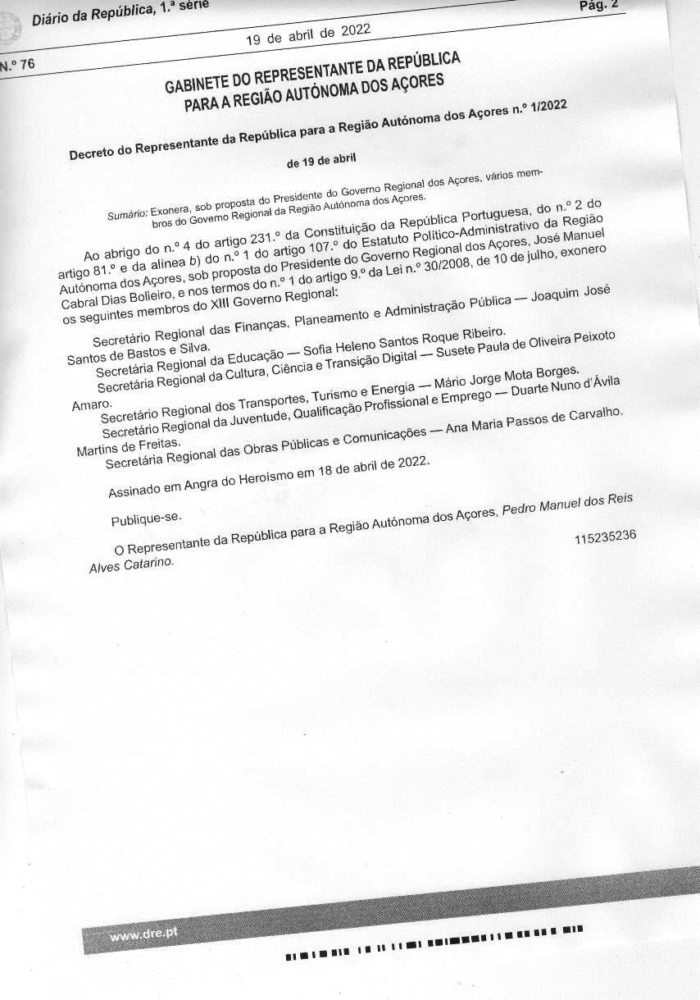 Diário da República, 1.ª série
Pág. 2
19 de abril de 2022
N.º 76
GABINETE DO REPRESENTANTE DA REPÚBLICA
PARA A REGIÃO AUTÓNOMA DOS AÇORES
Decreto do Representante da República para a Região Autónoma dos Açores n.º 1/2022
de 19 de abril
Sumário: Exonera, sob proposta do Presidente do Governo Regional dos Açores, vários mem-
bros do Governo Regional da Região Autónoma dos Açores.
Ao abrigo do n.º 4 do artigo 231.º da Constituição da República Portuguesa, do n.º 2 do
artigo 81.º e da alínea b) do n.º 1 do artigo 107.º do Estatuto Político-Administrativo da Região
Autónoma dos Açores, sob proposta do Presidente do Governo Regional dos Açores, José Manuel
Cabral Dias Bolieiro, e nos termos do n.º 1 do artigo 9.º da Lei n.º 30/2008, de 10 de julho, exonero
os seguintes membros do XIII Governo Regional:
Secretário Regional das Finanças, Planeamento e Administração Pública — Joaquim José
Santos de Bastos e Silva.
Secretária Regional da Educação — Sofia Heleno Santos Roque Ribeiro.
Secretária Regional da Cultura, Ciência e Transição Digital — Susete Paula de Oliveira Peixoto
Amaro.
Secretário Regional dos Transportes, Turismo e Energia — Mário Jorge Mota Borges.
Secretário Regional da Juventude, Qualificação Profissional e Emprego — Duarte Nuno d'Ávila
Martins de Freitas.
Secretária Regional das Obras Públicas e Comunicações — Ana Maria Passos de Carvalho.
Assinado em Angra do Heroísmo em 18 de abril de 2022.
Publique-se.
O Representante da República para a Região Autónoma dos Açores, Pedro Manuel dos Reis
Alves Catarino.
115235236
www.dre.pt